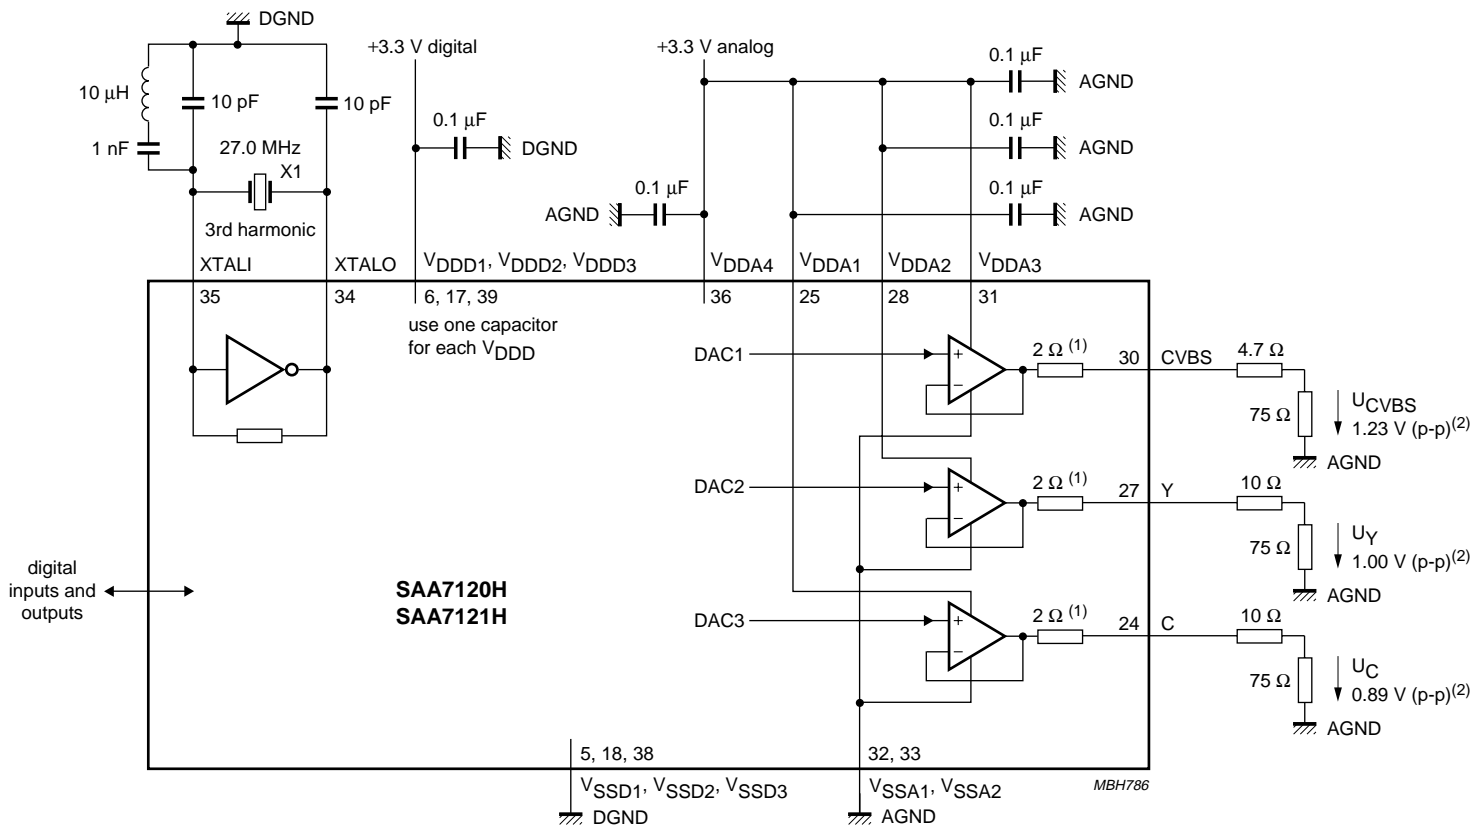 DGND
+3.3 V digital
+3.3 V analog
0.1 μF
AGND
10 μH
10 pF
10 pF
0.1 μF
DGND
0.1 μF
AGND
1 nF
27.0 MHz
X1
3rd harmonic
0.1 μF
AGND
0.1 μF
AGND
XTALI
XTALO
VDDD1, VDDD2, VDDD3
VDDA4
VDDA1
VDDA2
VDDA3
35
34
6, 17, 39
36
25
28
31
use one capacitor
for each VDDD
DAC1
+
−
2 Ω (1)
30
CVBS
4.7 Ω
75 Ω
UCVBS
1.23 V (p-p)(2)
AGND
DAC2
+
−
2 Ω (1)
27
Y
10 Ω
75 Ω
UY
1.00 V (p-p)(2)
AGND
digital
inputs and
outputs
SAA7120H
SAA7121H
DAC3
+
−
2 Ω (1)
24
C
10 Ω
75 Ω
UC
0.89 V (p-p)(2)
AGND
5, 18, 38
32, 33
VSSD1, VSSD2, VSSD3
VSSA1, VSSA2
MBH786
DGND
AGND